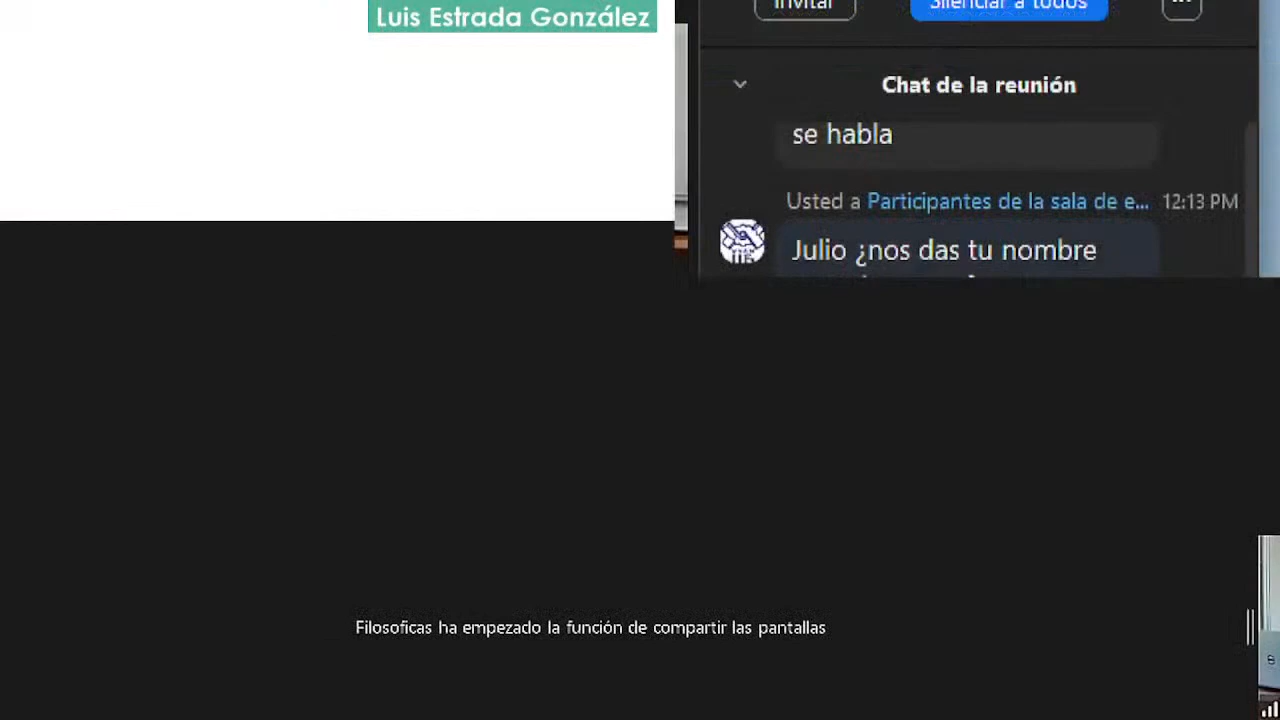 Luis Estrada González
Invitar
Silenciar a todos
Chat de la reunión
se habla
Usted a Participantes de la sala de e... 12:13 PM
Julio ¿nos das tu nombre
Filosoficas ha empezado la función de compartir las pantallas